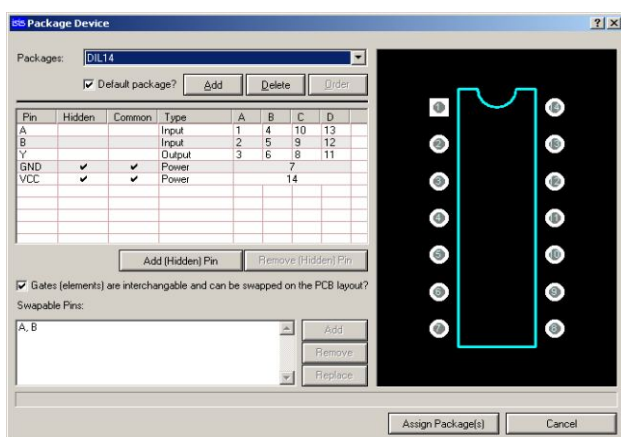 isis Package Device
Packages: DIL14
Default package? Add Delete Order
Pin Hidden Common Type A B C D
A Input 1 4 10 13
B Input 2 5 9 12
Y Output 3 6 8 11
GND ✔ ✔ Power 7
VCC ✔ ✔ Power 14
Add (Hidden) Pin Remove (Hidden) Pin
Gates (elements) are interchangable and can be swapped on the PCB layout?
Swapable Pins:
A, B
Add
Remove
Replace
1 14
2 13
3 12
4 11
5 10
6 9
7 8
Assign Package(s) Cancel